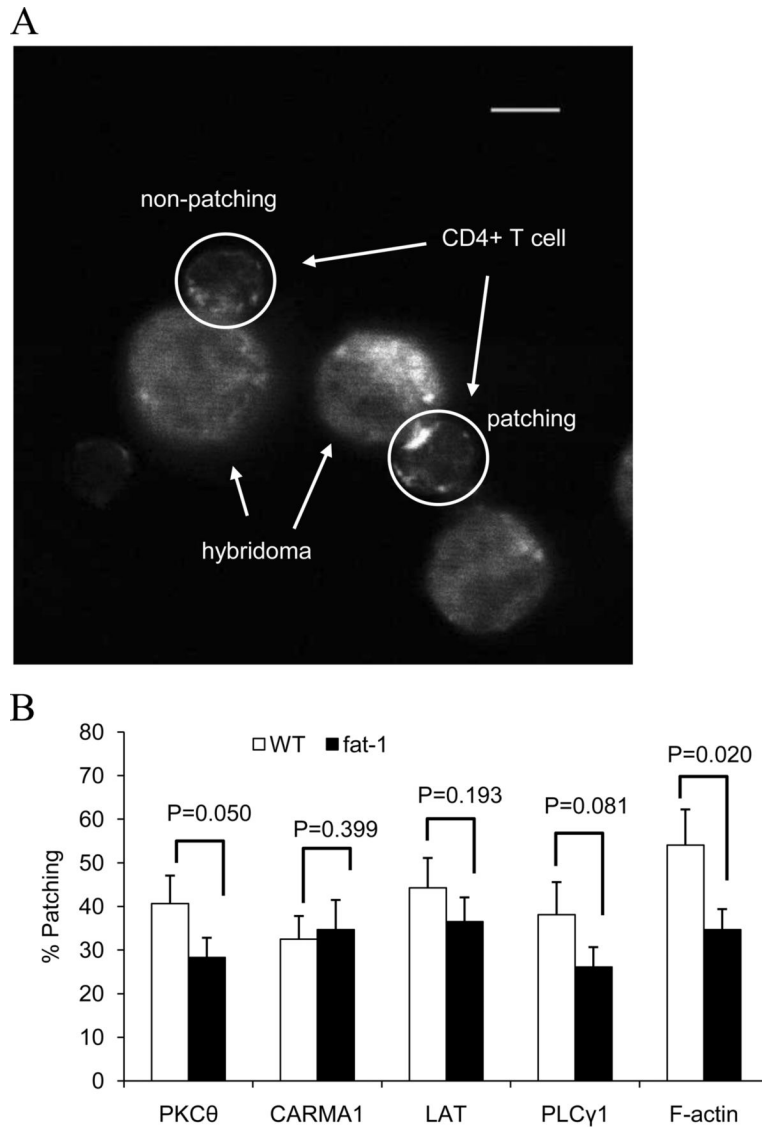 A
non-patching
CD4+ T cell
patching
hybridoma
B
80
70
60
50
40
30
20
10
0
% Patching
WT fat-1
P=0.050
P=0.399
P=0.193
P=0.081
P=0.020
PKCθ CARMA1 LAT PLCγ1 F-actin